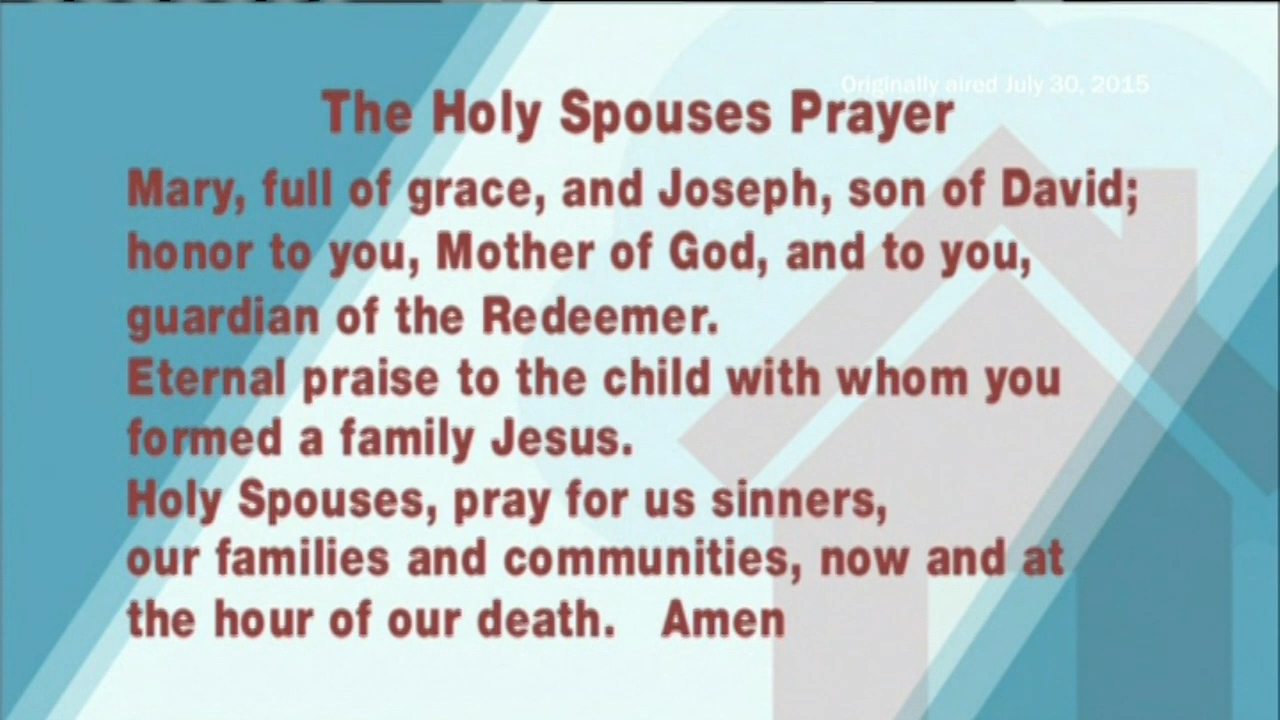 Originally aired July 30, 2015
The Holy Spouses Prayer
Mary, full of grace, and Joseph, son of David;
honor to you, Mother of God, and to you,
guardian of the Redeemer.
Eternal praise to the child with whom you
formed a family Jesus.
Holy Spouses, pray for us sinners,
our families and communities, now and at
the hour of our death. Amen